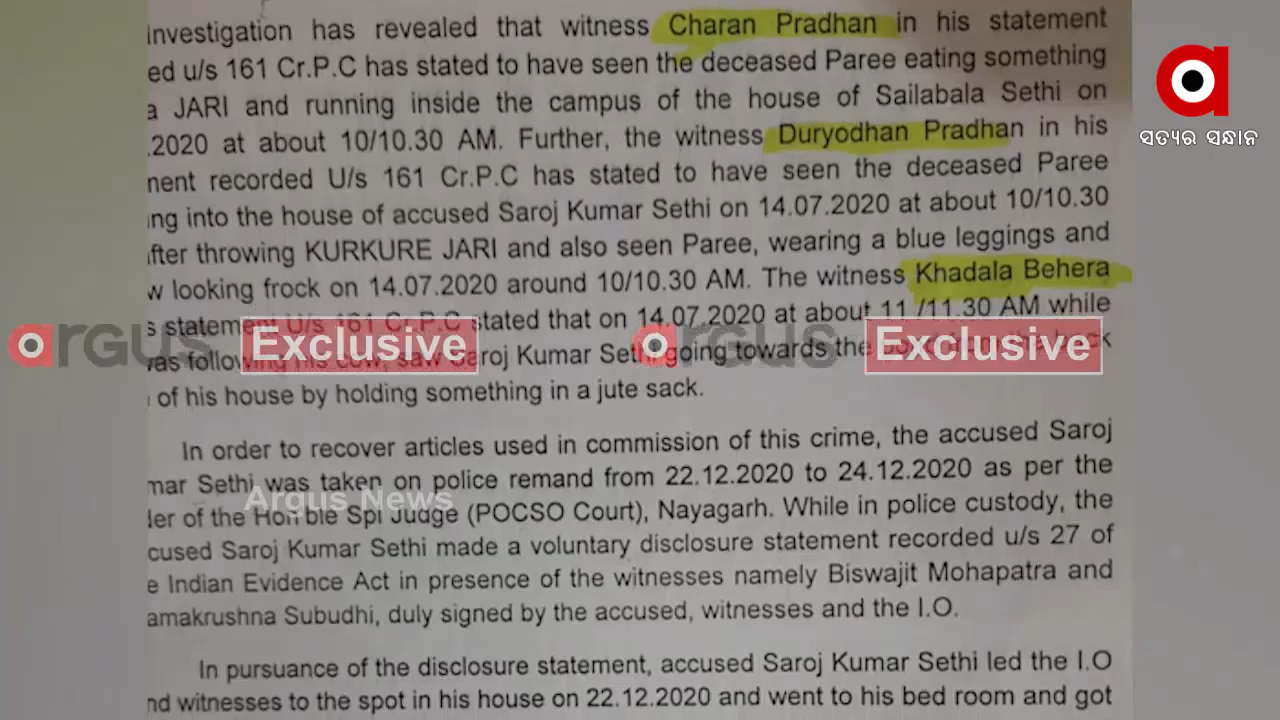 Investigation has revealed that witness Charan Pradhan in his statement
ed u/s 161 Cr.P.C has stated to have seen the deceased Paree eating something
a JARI and running inside the campus of the house of Sailabala Sethi on
.2020 at about 10/10.30 AM. Further, the witness Duryodhan Pradhan in his
nent recorded U/s 161 Cr.P.C has stated to have seen the deceased Paree
ng into the house of accused Saroj Kumar Sethi on 14.07.2020 at about 10/10.30
fter throwing KURKURE JARI and also seen Paree, wearing a blue leggings and
w looking frock on 14.07.2020 around 10/10.30 AM. The witness Khadala Behera
s statement U/s 161 Cr.P.C stated that on 14.07.2020 at about 11/11.30 AM while
was following his cow, saw Saroj Kumar Sethi going towards the
of his house by holding something in a jute sack.
In order to recover articles used in commission of this crime, the accused Saroj
mar Sethi was taken on police remand from 22.12.2020 to 24.12.2020 as per the
der of the Hon'ble Spl Judge (POCSO Court), Nayagarh. While in police custody, the
cused Saroj Kumar Sethi made a voluntary disclosure statement recorded u/s 27 of
e Indian Evidence Act in presence of the witnesses namely Biswajit Mohapatra and
amakrushna Subudhi, duly signed by the accused, witnesses and the I.O.
In pursuance of the disclosure statement, accused Saroj Kumar Sethi led the I.O
nd witnesses to the spot in his house on 22.12.2020 and went to his bed room and got
ସତ୍ୟର ସନ୍ଧାନ
argus Exclusive
argus Exclusive
Argus News